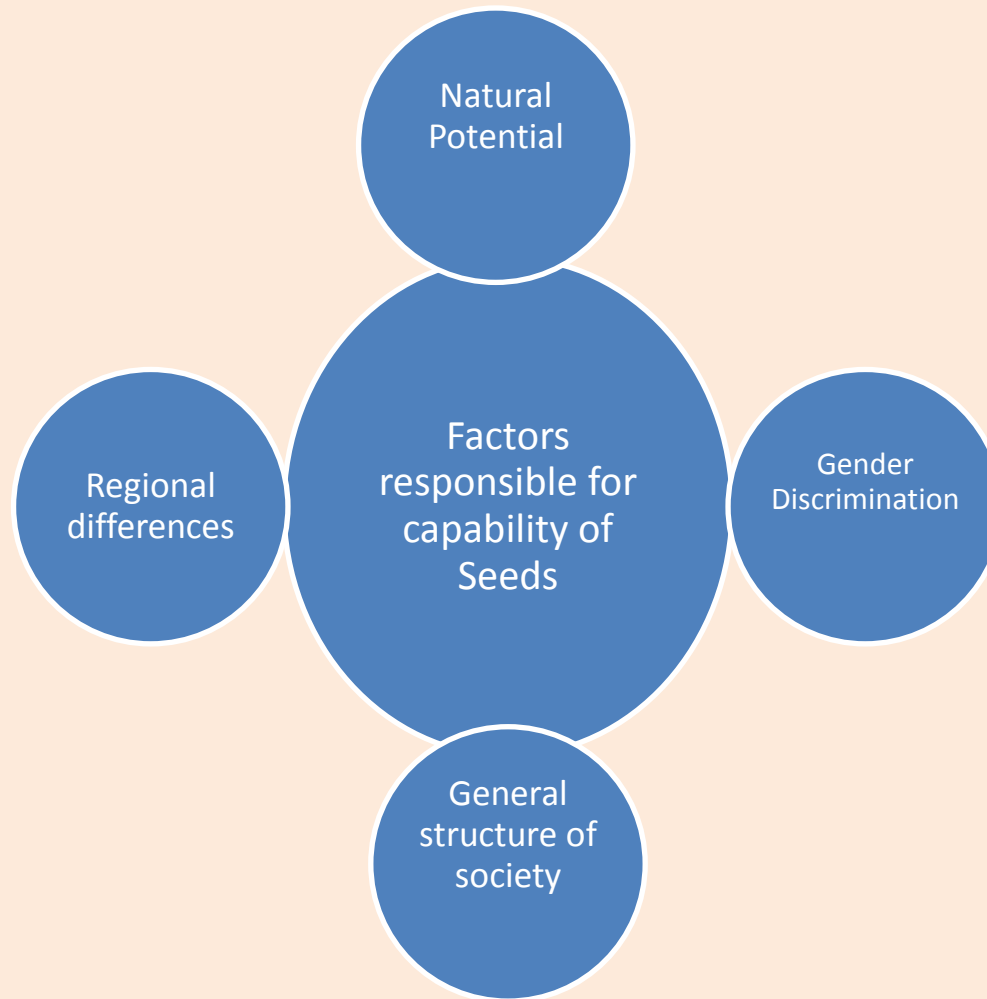 Natural
Potential
Factors
responsible for
capability of
Seeds
Regional
differences
Gender
Discrimination
General
structure of
society